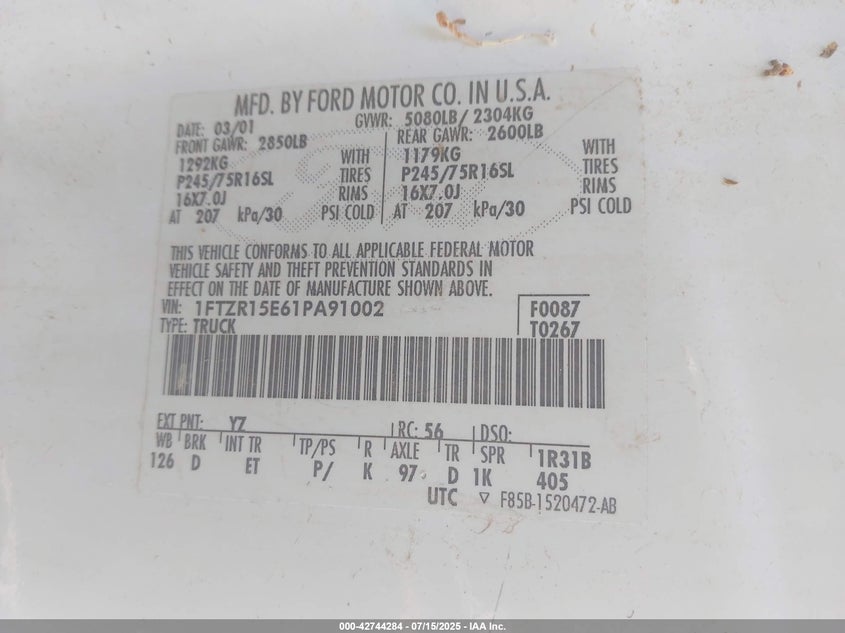 MFD. BY FORD MOTOR CO. IN U.S.A.
DATE: 03/01 GVWR: 5080LB/ 2304KG
FRONT GAWR: 2850LB REAR GAWR: 2600LB
1292KG WITH 1179KG WITH
P245/75R16SL TIRES P245/75R16SL TIRES
16X7.0J RIMS 16X7.0J RIMS
AT 207 kPa/30 PSI COLD AT 207 kPa/30 PSI COLD
THIS VEHICLE CONFORMS TO ALL APPLICABLE FEDERAL MOTOR
VEHICLE SAFETY AND THEFT PREVENTION STANDARDS IN
EFFECT ON THE DATE OF MANUFACTURE SHOWN ABOVE.
VIN: 1FTZR15E61PA91002 F0087
TYPE: TRUCK T0267
EXT PNT: YZ RC: 56 DSO:
WB BRK INT TR TP/PS R AXLE TR SPR 1R31B
126 D ET P/ K 97 D 1K 405
UTC ▽ F85B-1520472-AB
000-42744284 - 07/15/2025 - IAA Inc.